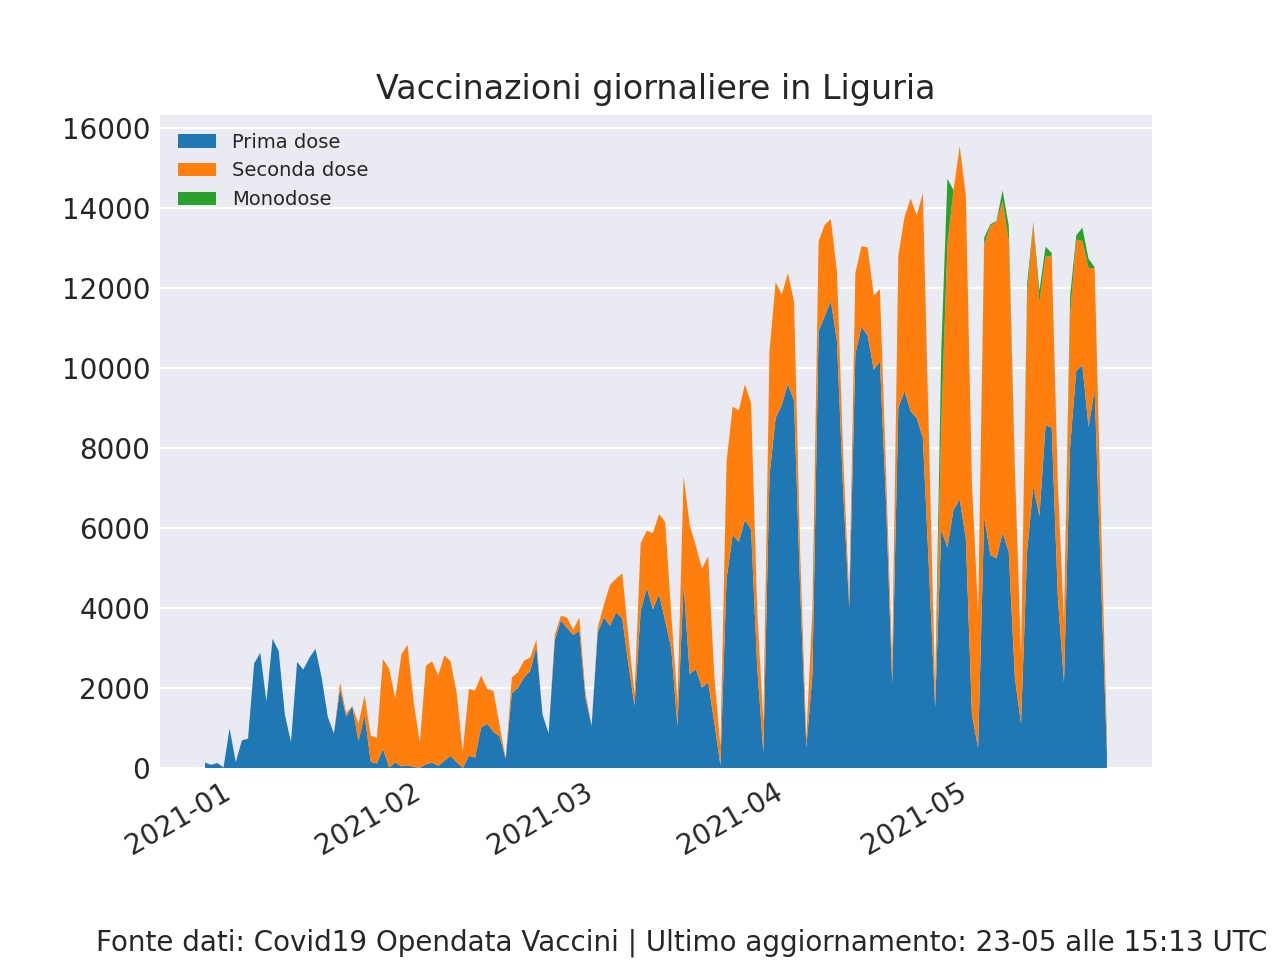 Vaccinazioni giornaliere in Liguria
16000
14000
12000
10000
8000
6000
4000
2000
0
Prima dose
Seconda dose
Monodose
2021-01
2021-02
2021-03
2021-04
2021-05
Fonte dati: Covid19 Opendata Vaccini | Ultimo aggiornamento: 23-05 alle 15:13 UTC